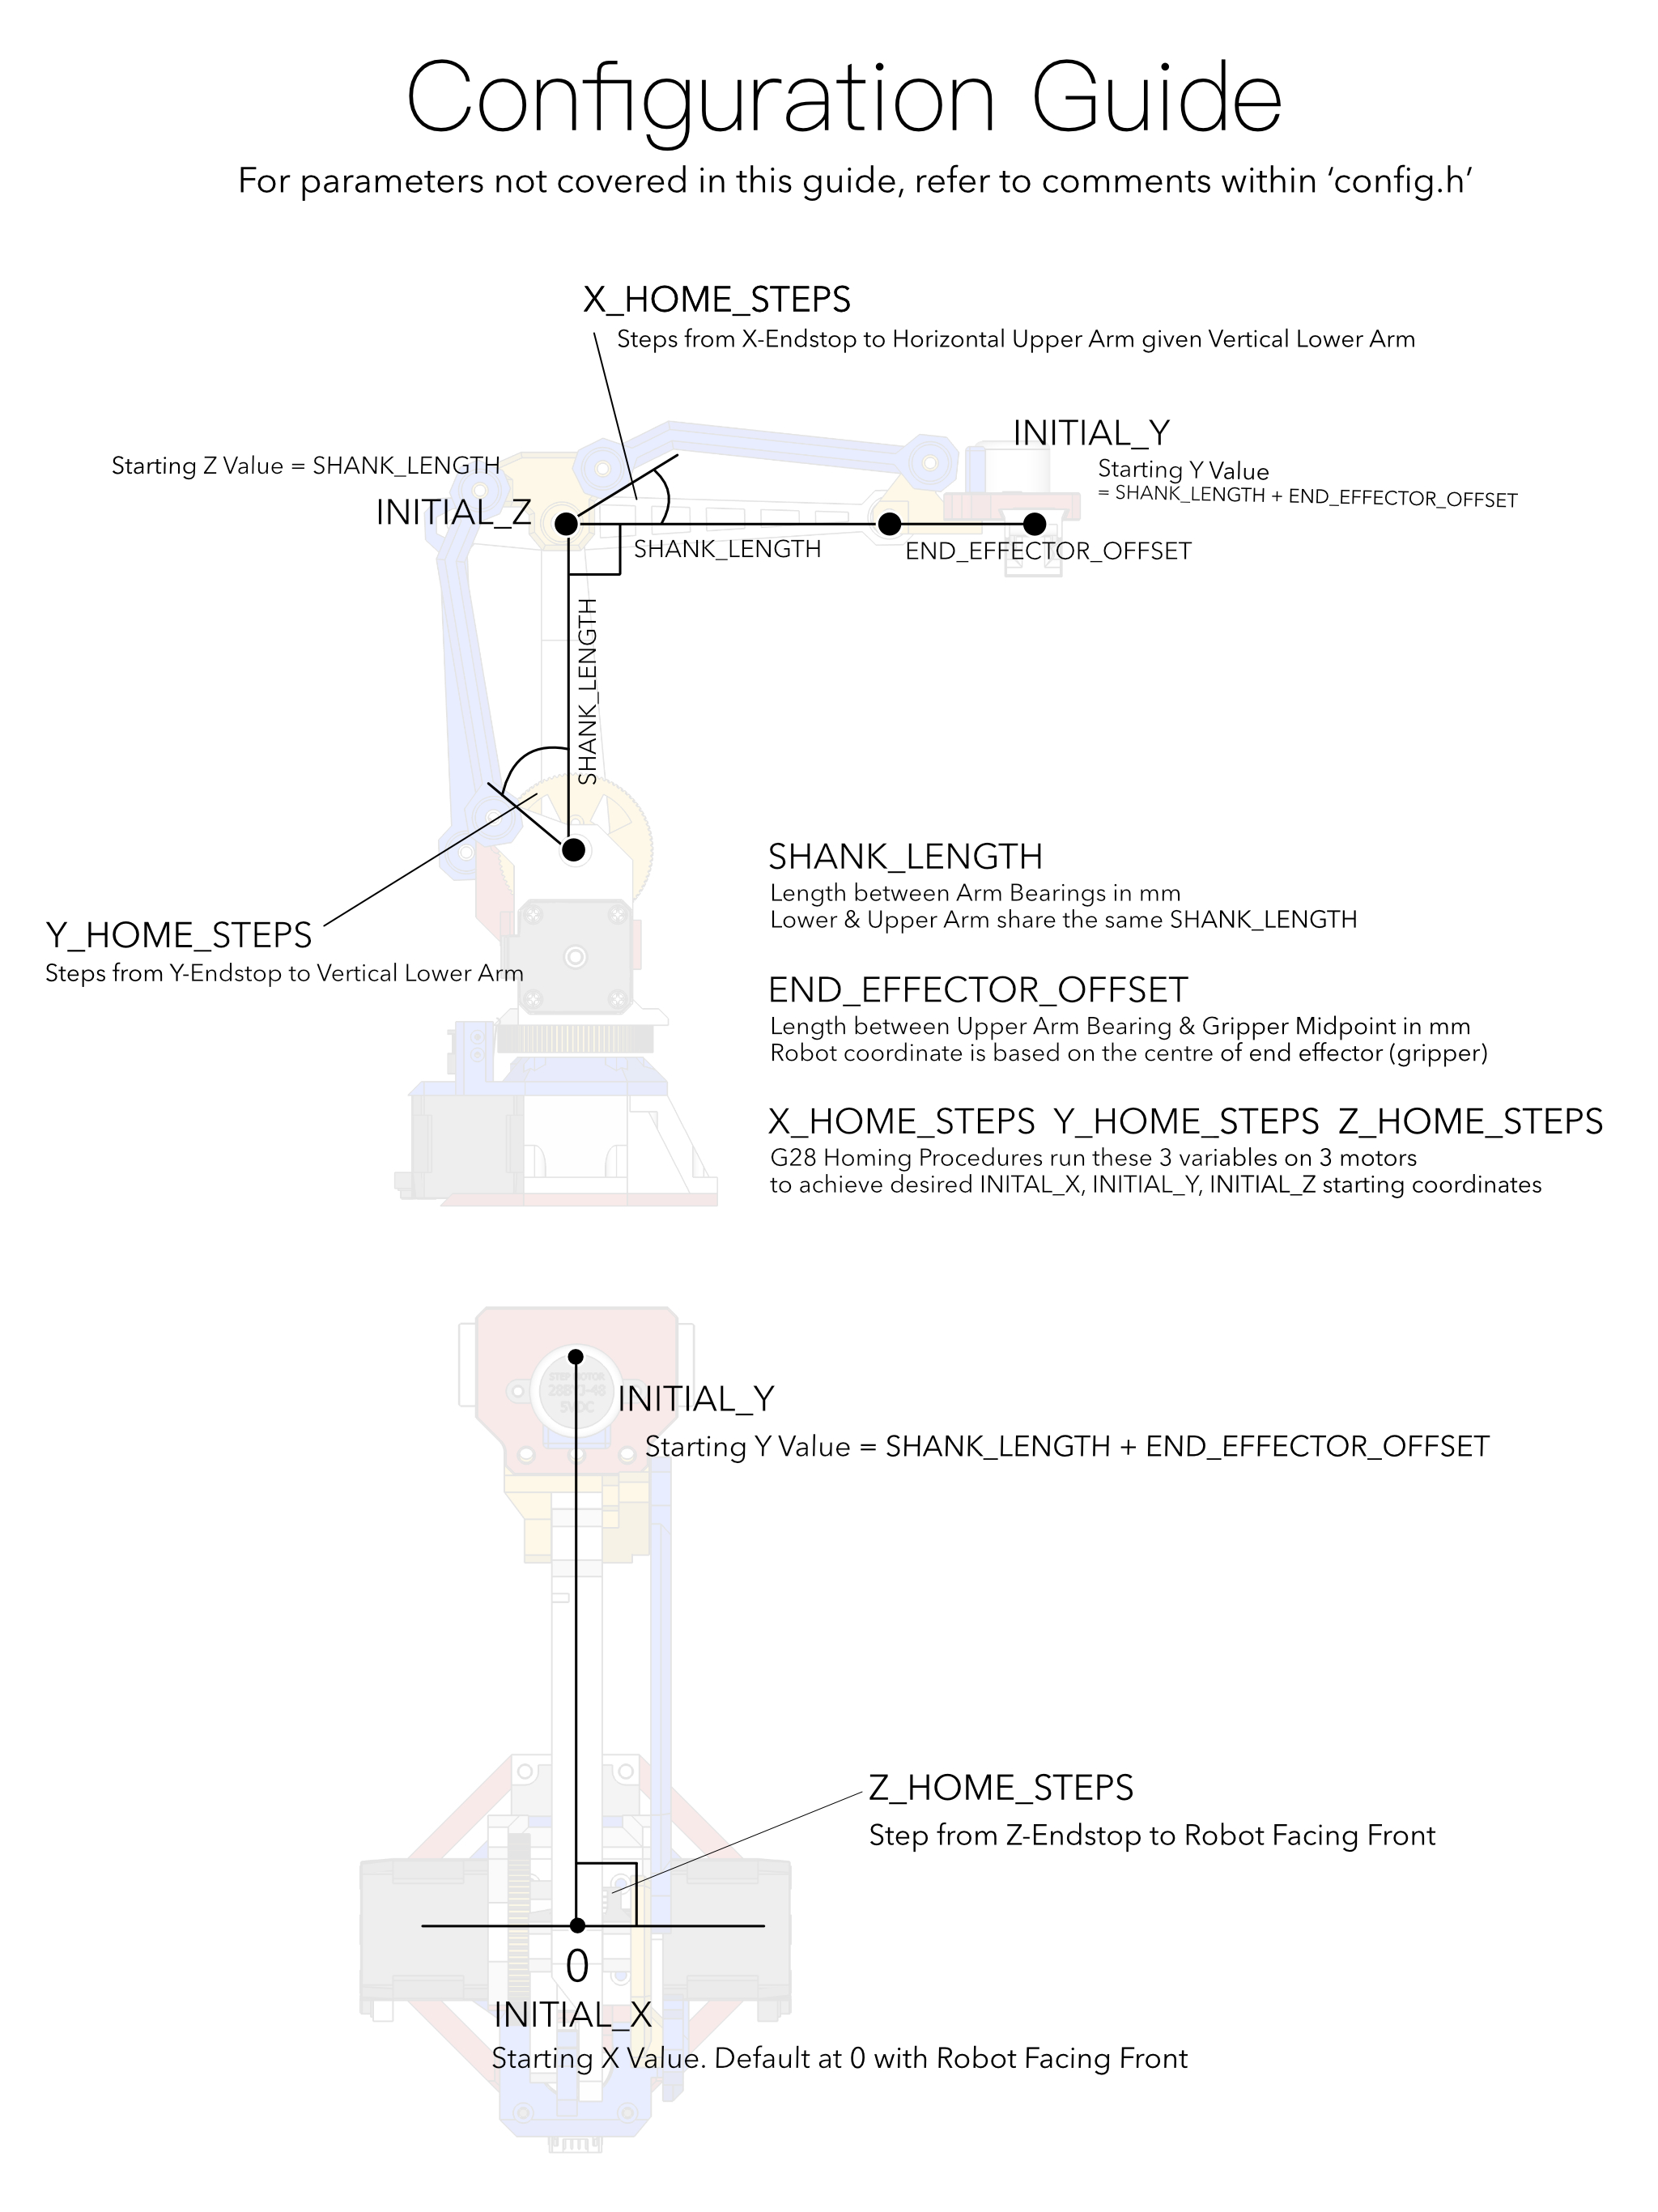 Configuration Guide
For parameters not covered in this guide, refer to comments within ‘config.h’
X_HOME_STEPS
Steps from X-Endstop to Horizontal Upper Arm given Vertical Lower Arm
INITIAL_Y
Starting Y Value
= SHANK_LENGTH + END_EFFECTOR_OFFSET
Starting Z Value = SHANK_LENGTH
INITIAL_Z
SHANK_LENGTH
END_EFFECTOR_OFFSET
SHANK_LENGTH
Y_HOME_STEPS
Steps from Y-Endstop to Vertical Lower Arm
SHANK_LENGTH
Length between Arm Bearings in mm
Lower & Upper Arm share the same SHANK_LENGTH
END_EFFECTOR_OFFSET
Length between Upper Arm Bearing & Gripper Midpoint in mm
Robot coordinate is based on the centre of end effector (gripper)
X_HOME_STEPS Y_HOME_STEPS Z_HOME_STEPS
G28 Homing Procedures run these 3 variables on 3 motors
to achieve desired INITAL_X, INITIAL_Y, INITIAL_Z starting coordinates
STEP MOTOR
28BYJ-48
5VDC
INITIAL_Y
Starting Y Value = SHANK_LENGTH + END_EFFECTOR_OFFSET
Z_HOME_STEPS
Step from Z-Endstop to Robot Facing Front
0
INITIAL_X
Starting X Value. Default at 0 with Robot Facing Front